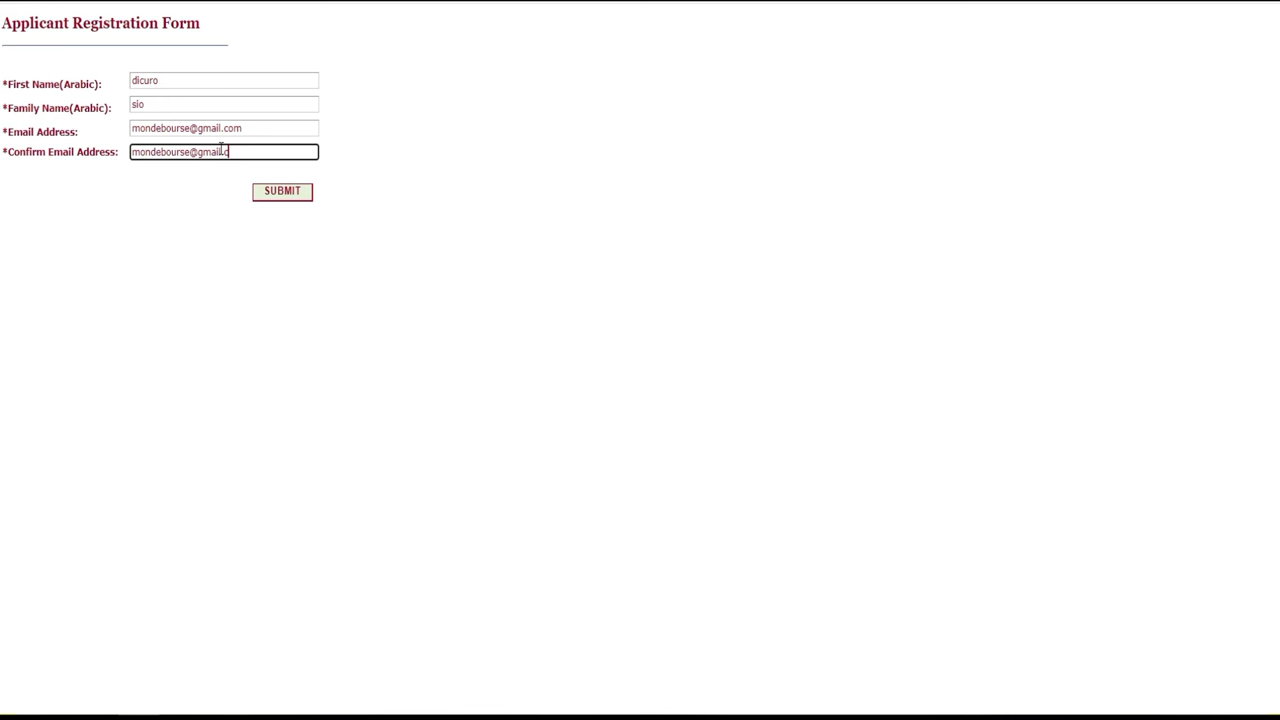 Applicant Registration Form
*First Name(Arabic): dicuro
*Family Name(Arabic): sio
*Email Address: mondebourse@gmail.com
*Confirm Email Address: mondebourse@gmail.c
SUBMIT